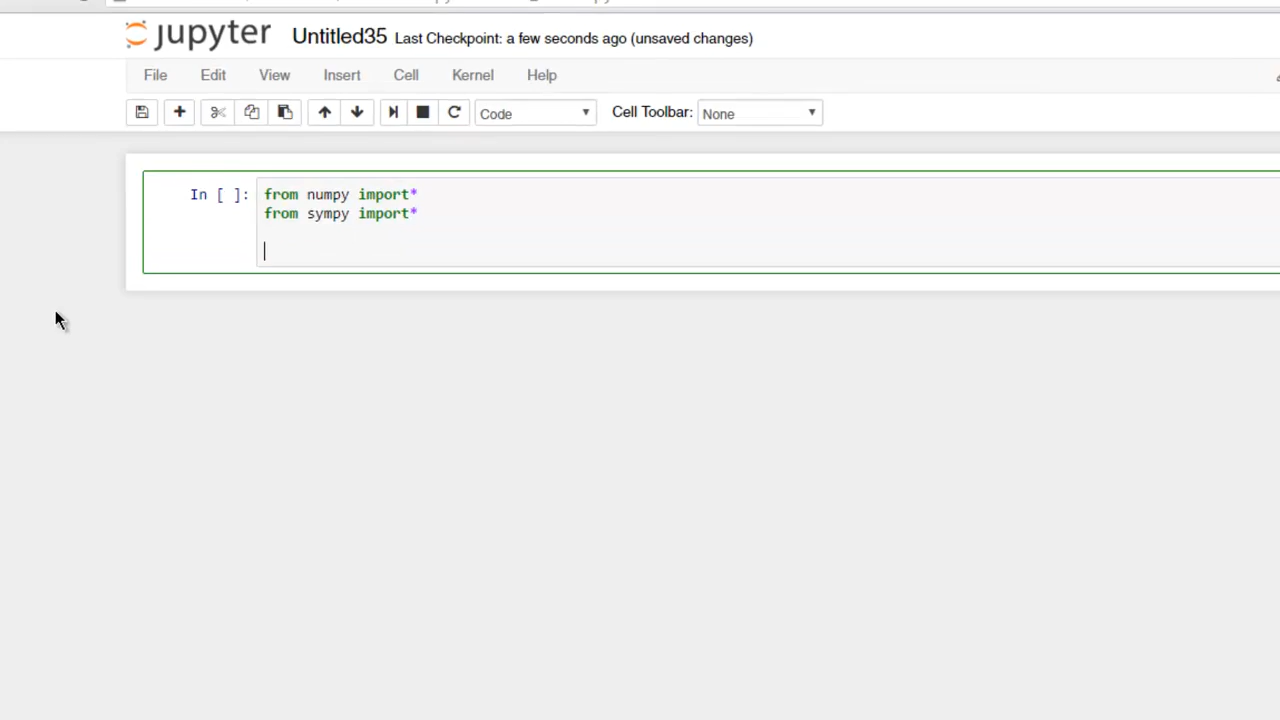 jupyter Untitled35 Last Checkpoint: a few seconds ago (unsaved changes)
File Edit View Insert Cell Kernel Help
Code Cell Toolbar: None
In [ ]: from numpy import*
from sympy import*